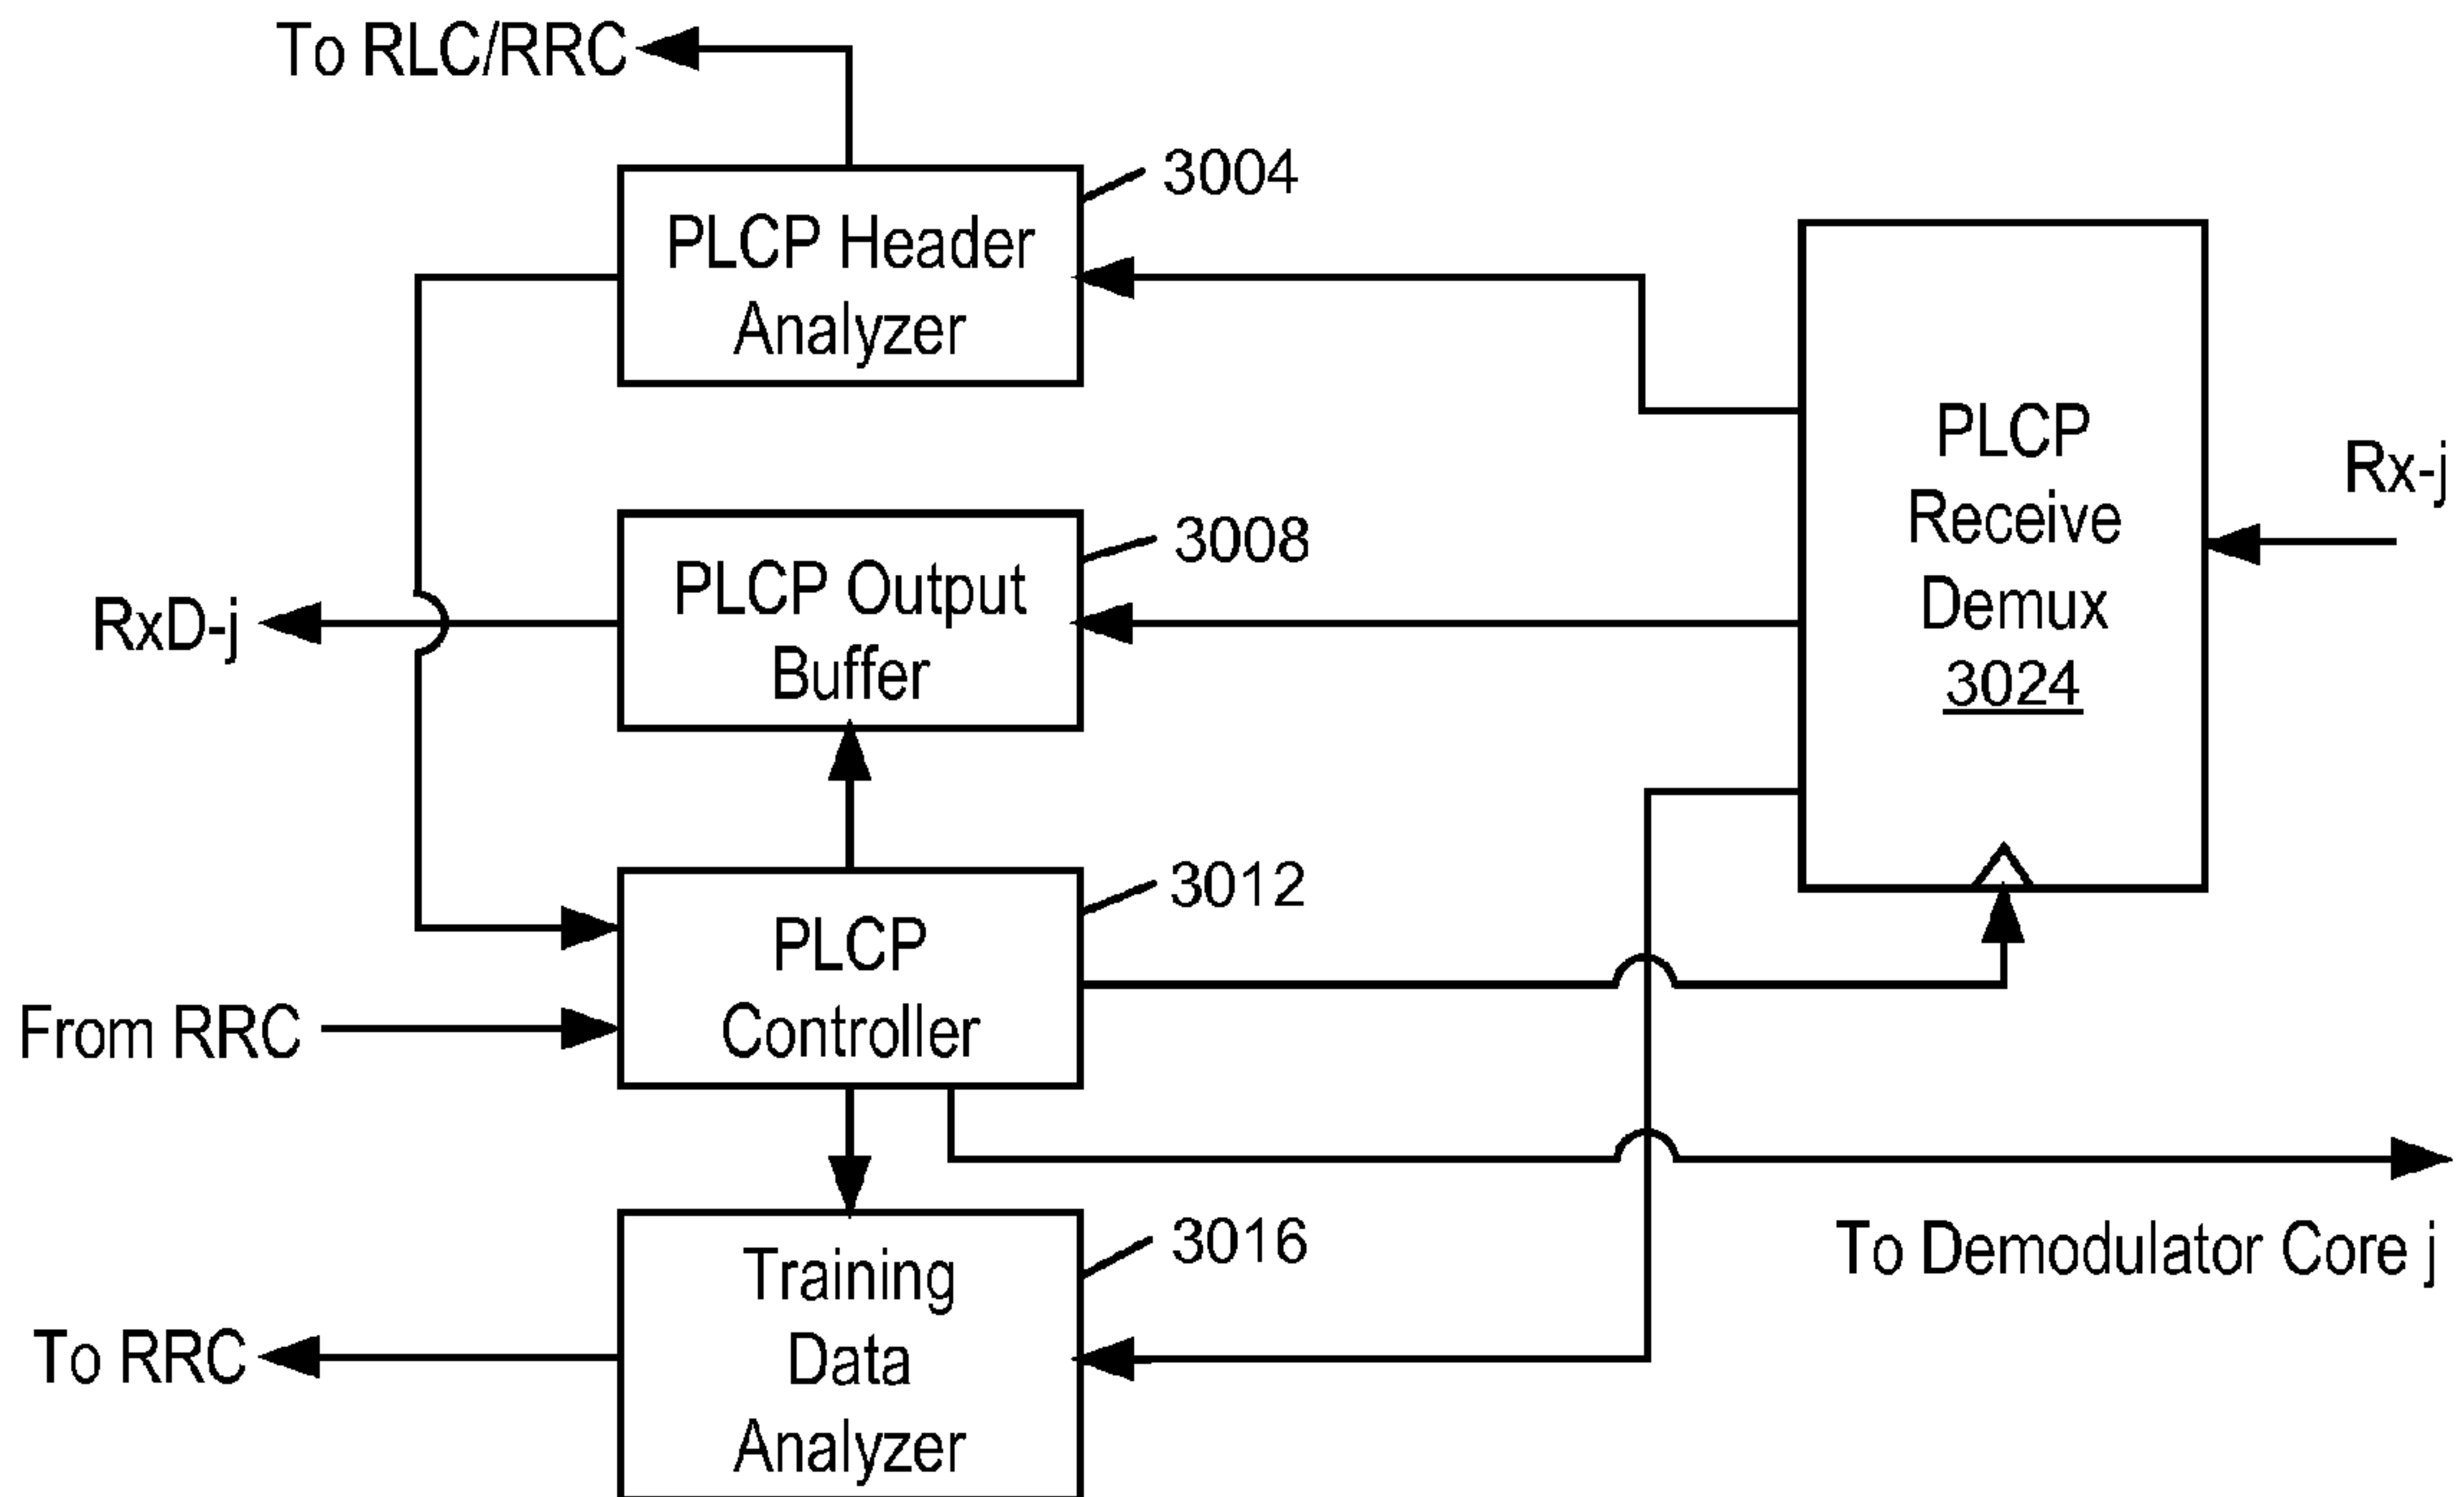 To RLC/RRC
3004
PLCP Header
Analyzer
PLCP
Receive
Demux
3024
Rx-j
3008
PLCP Output
Buffer
RxD-j
3012
PLCP
Controller
From RRC
3016
Training
Data
Analyzer
To RRC
To Demodulator Core j